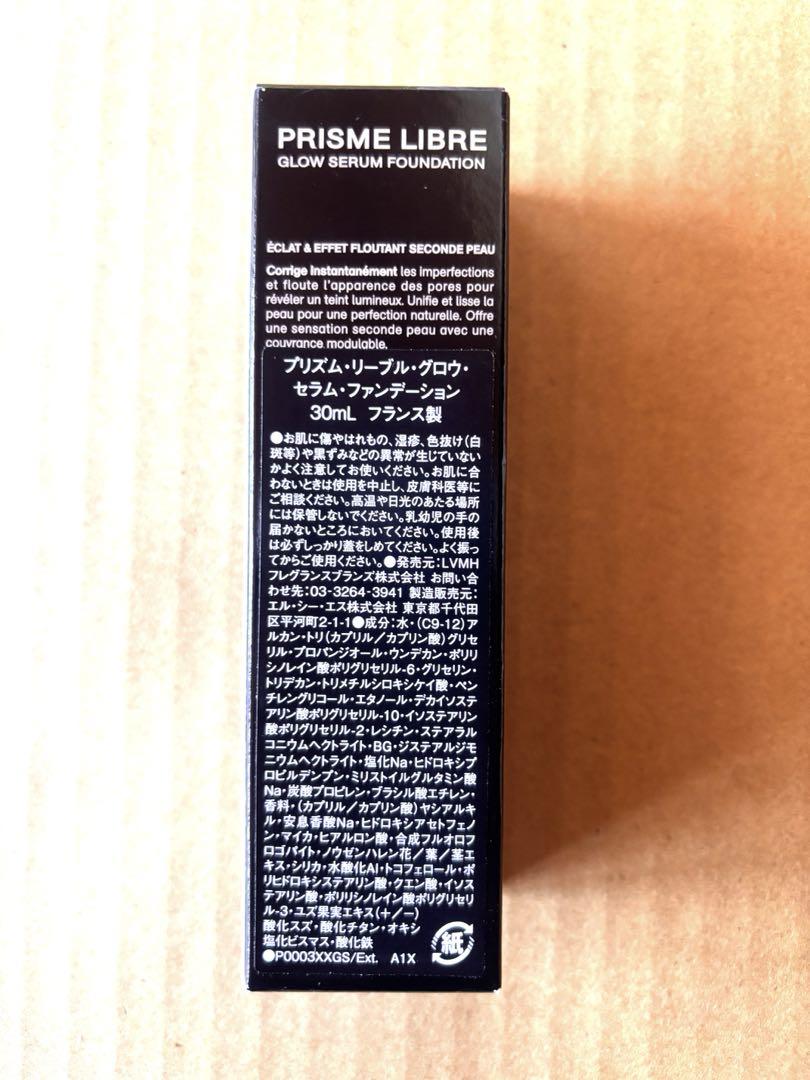 PRISME LIBRE
GLOW SERUM FOUNDATION
ÉCLAT & EFFET FLOUTANT SECONDE PEAU
Corrige instantanément les imperfections
et floute l'apparence des pores pour
révéler un teint lumineux. Unifie et lisse la
peau pour une perfection naturelle. Offre
une sensation seconde peau avec une
couvrance modulable.
プリズム・リーブル・グロウ・
セラム・ファンデーション
30mL フランス製
●お肌に傷やはれもの、湿疹、色抜け(白
斑等)や黒ずみなどの異常が生じていない
かよく注意してお使いください。お肌に合
わないときは使用を中止し、皮膚科医等に
ご相談ください。高温や日光のあたる場所
には保管しないでください。乳幼児の手の
届かないところにおいてください。使用後
は必ずしっかり蓋をしめてください。よく振っ
てからご使用ください。●発売元:LVMH
フレグランスブランズ株式会社 お問い合
わせ先:03-3264-3941 製造販売元:
エル・シー・エス株式会社 東京都千代田
区平河町2-1-1●成分:水・(C9-12)ア
ルカン・トリ(カプリル/カプリン酸)グリセ
リル・プロパンジオール・ウンデカン・ポリリ
シノレイン酸ポリグリセリル-6・グリセリン・
トリデカン・トリメチルシロキシケイ酸・ペン
チレングリコール・エタノール・デカイソステ
アリン酸ポリグリセリル-10・イソステアリン
酸ポリグリセリル-2・レシチン・ステアラル
コニウムヘクトライト・BG・ジステアルジモ
ニウムヘクトライト・塩化Na・ヒドロキシプ
ロピルデンプン・ミリストイルグルタミン酸
Na・炭酸プロピレン・ブラシル酸エチレン・
香料・(カプリル/カプリン酸)ヤシアルキ
ル・安息香酸Na・ヒドロキシアセトフェノ
ン・マイカ・ヒアルロン酸・合成フルオロフ
ロゴパイト・ノウゼンハレン花/葉/茎エ
キス・シリカ・水酸化Al・トコフェロール・ポ
リヒドロキシステアリン酸・クエン酸・イソス
テアリン酸・ポリリシノレイン酸ポリグリセリ
ル-3・ユズ果実エキス(+/-)
酸化スズ・酸化チタン・オキシ
塩化ビスマス・酸化鉄
●P0003XXGS/Ext. A1X
紙